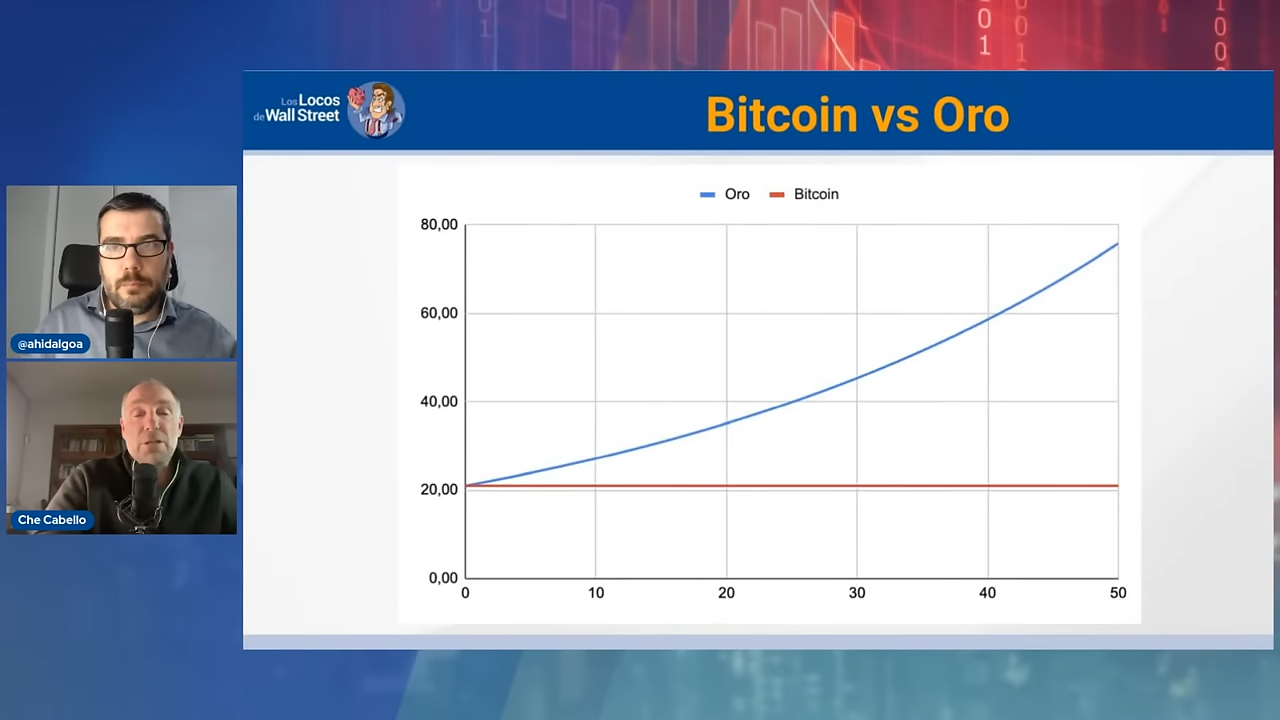 Los Locos
de Wall Street
Bitcoin vs Oro
Oro
Bitcoin
80,00
60,00
40,00
20,00
0,00
0
10
20
30
40
50
@ahidalgoa
Che Cabello